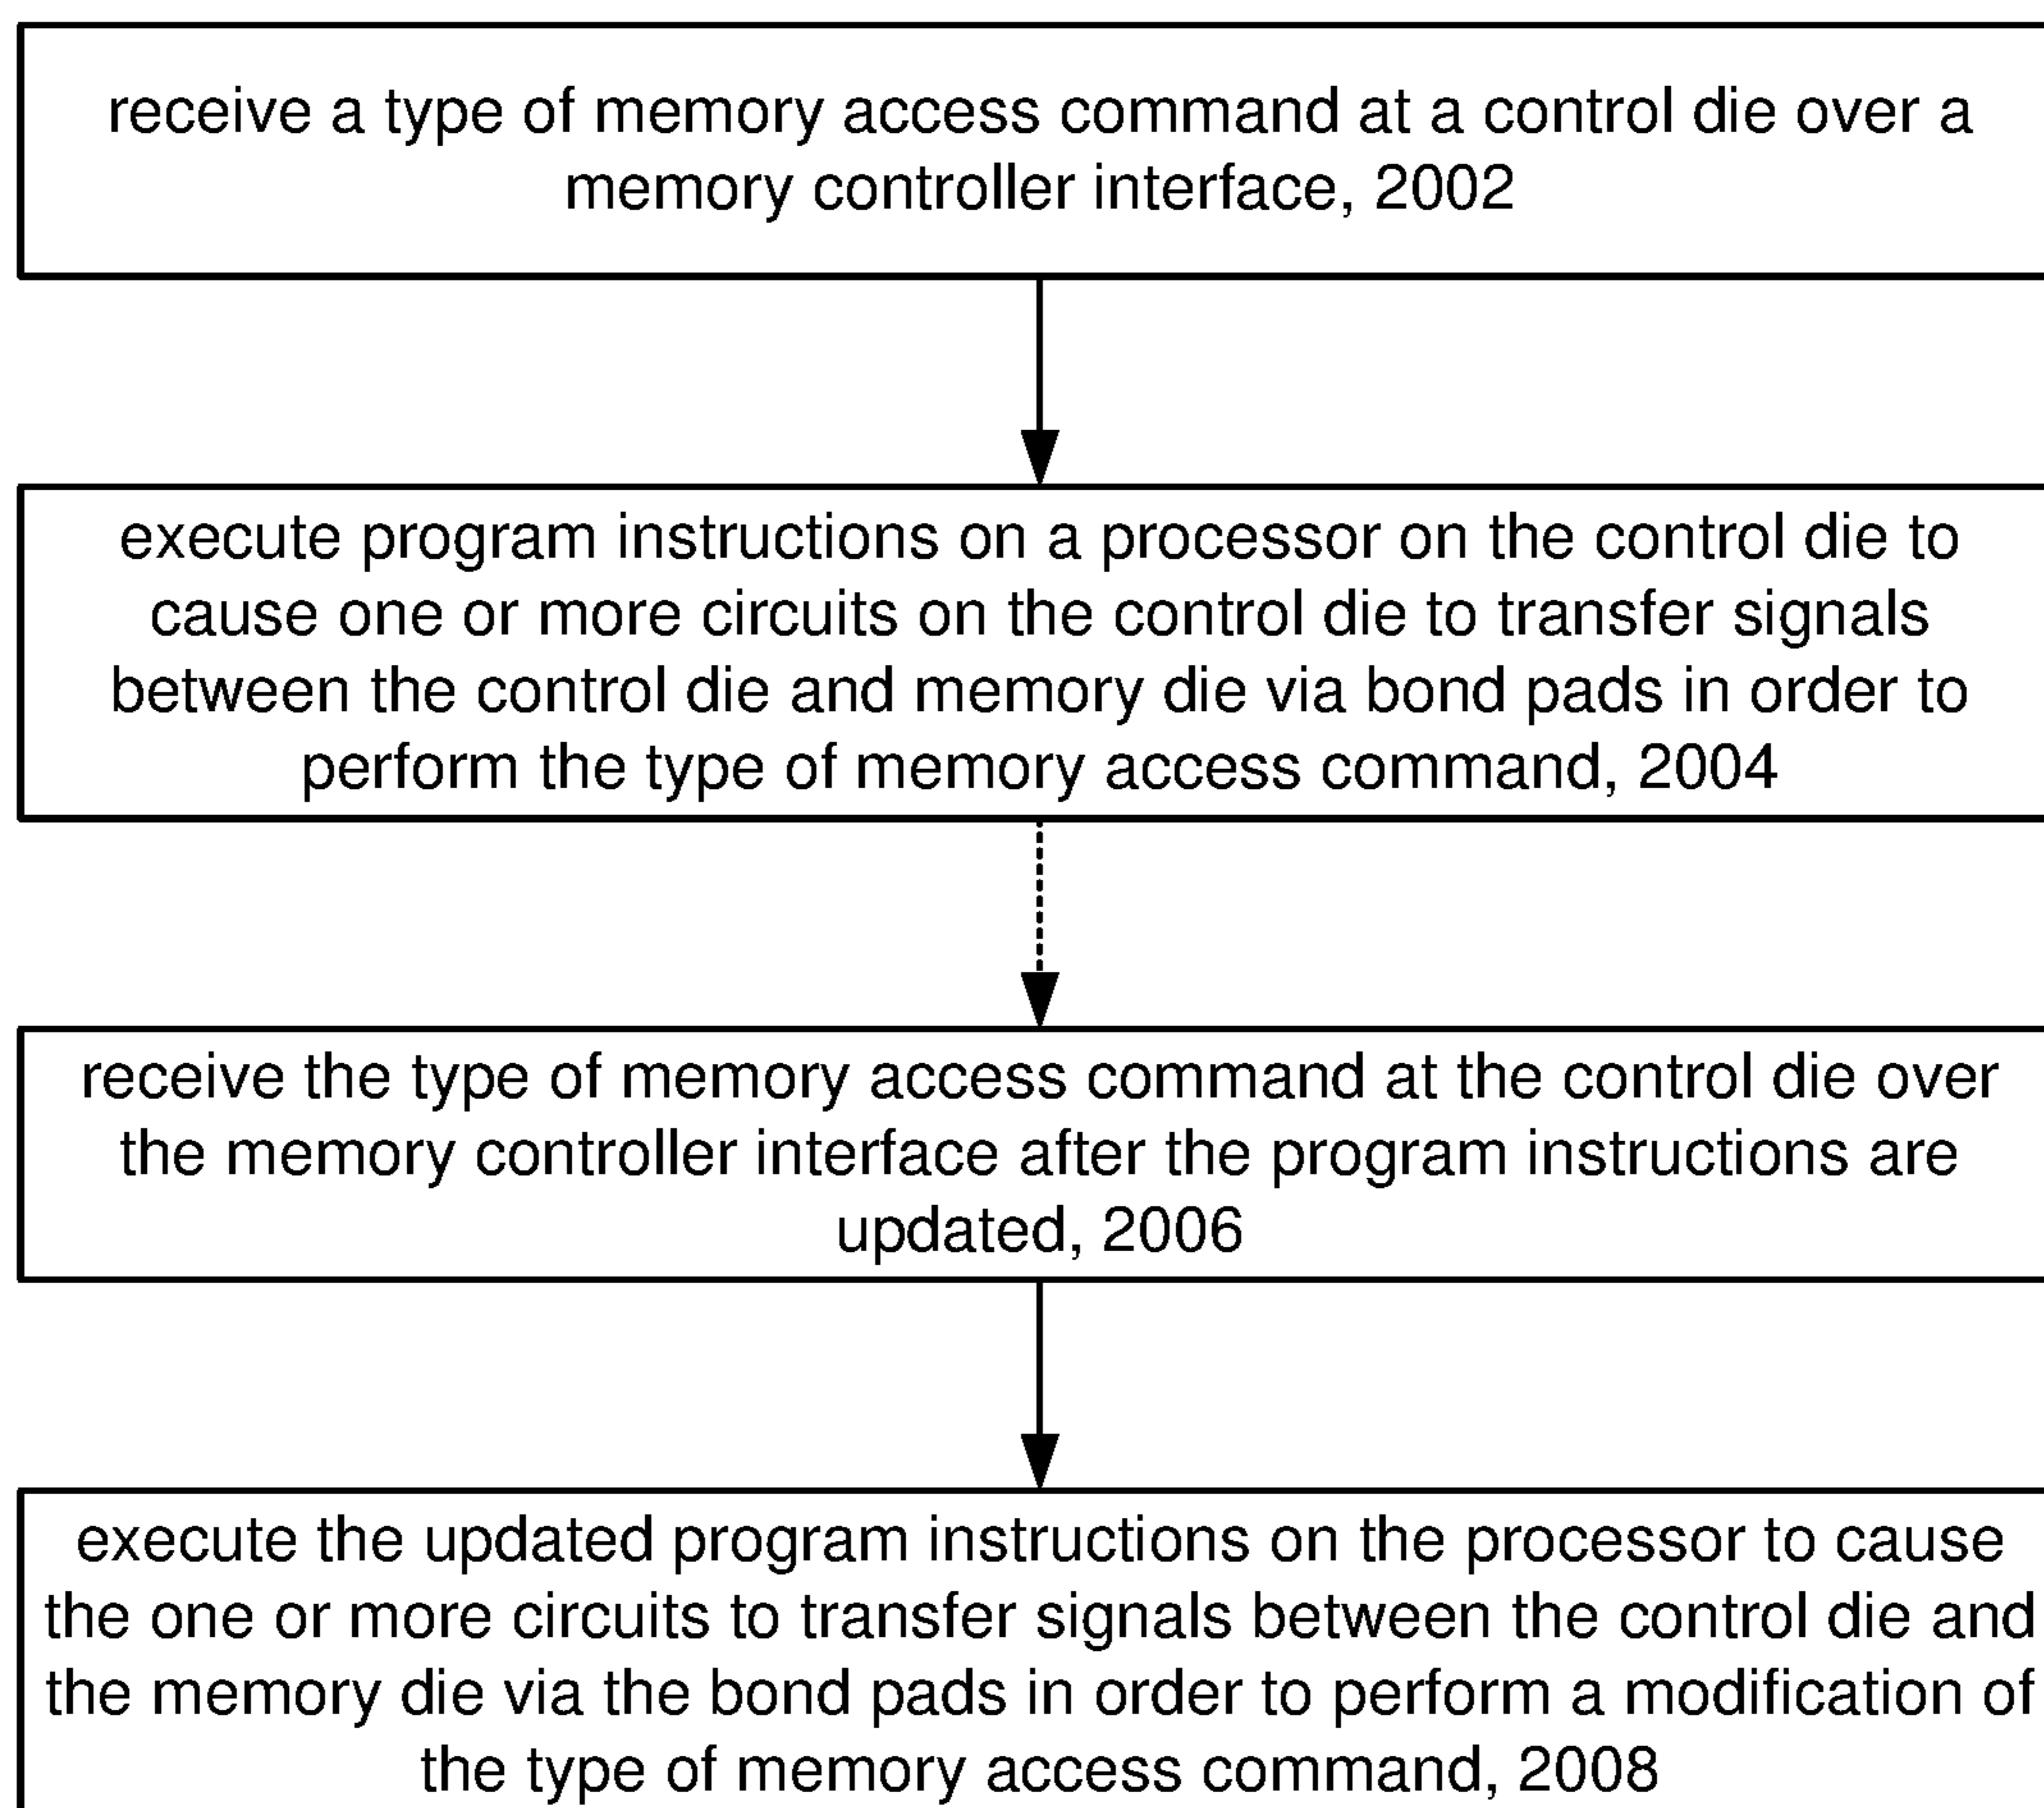 receive a type of memory access command at a control die over a
memory controller interface, 2002
execute program instructions on a processor on the control die to
cause one or more circuits on the control die to transfer signals
between the control die and memory die via bond pads in order to
perform the type of memory access command, 2004
receive the type of memory access command at the control die over
the memory controller interface after the program instructions are
updated, 2006
execute the updated program instructions on the processor to cause
the one or more circuits to transfer signals between the control die and
the memory die via the bond pads in order to perform a modification of
the type of memory access command, 2008